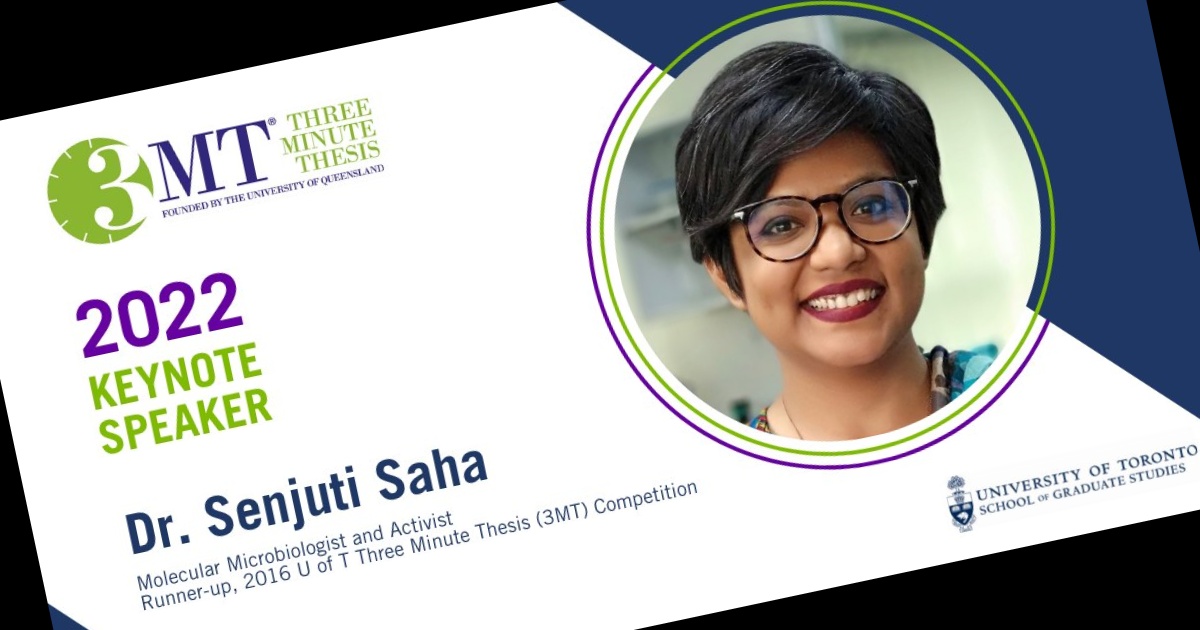 3MT®
THREE
MINUTE
THESIS
FOUNDED BY THE UNIVERSITY OF QUEENSLAND
2022
KEYNOTE
SPEAKER
Dr. Senjuti Saha
Molecular Microbiologist and Activist
Runner-up, 2016 U of T Three Minute Thesis (3MT) Competition
UNIVERSITY OF TORONTO
SCHOOL OF GRADUATE STUDIES